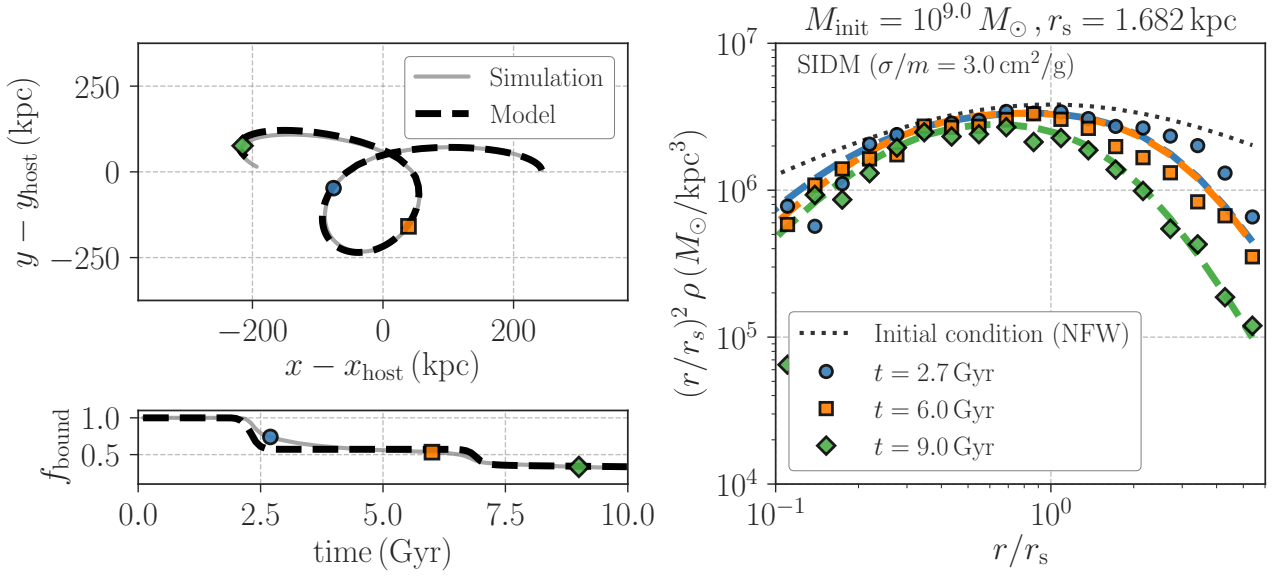 250
0
−250
y − y_host (kpc)
−200
0
200
x − x_host (kpc)
Simulation
Model
1.0
0.5
f_bound
0.0
2.5
5.0
7.5
10.0
time (Gyr)
M_init = 10^9.0 M_⊙ , r_s = 1.682 kpc
SIDM (σ/m = 3.0 cm²/g)
10^7
10^6
10^5
10^4
(r/r_s)² ρ (M_⊙/kpc³)
Initial condition (NFW)
t = 2.7 Gyr
t = 6.0 Gyr
t = 9.0 Gyr
10^−1
10^0
r/r_s